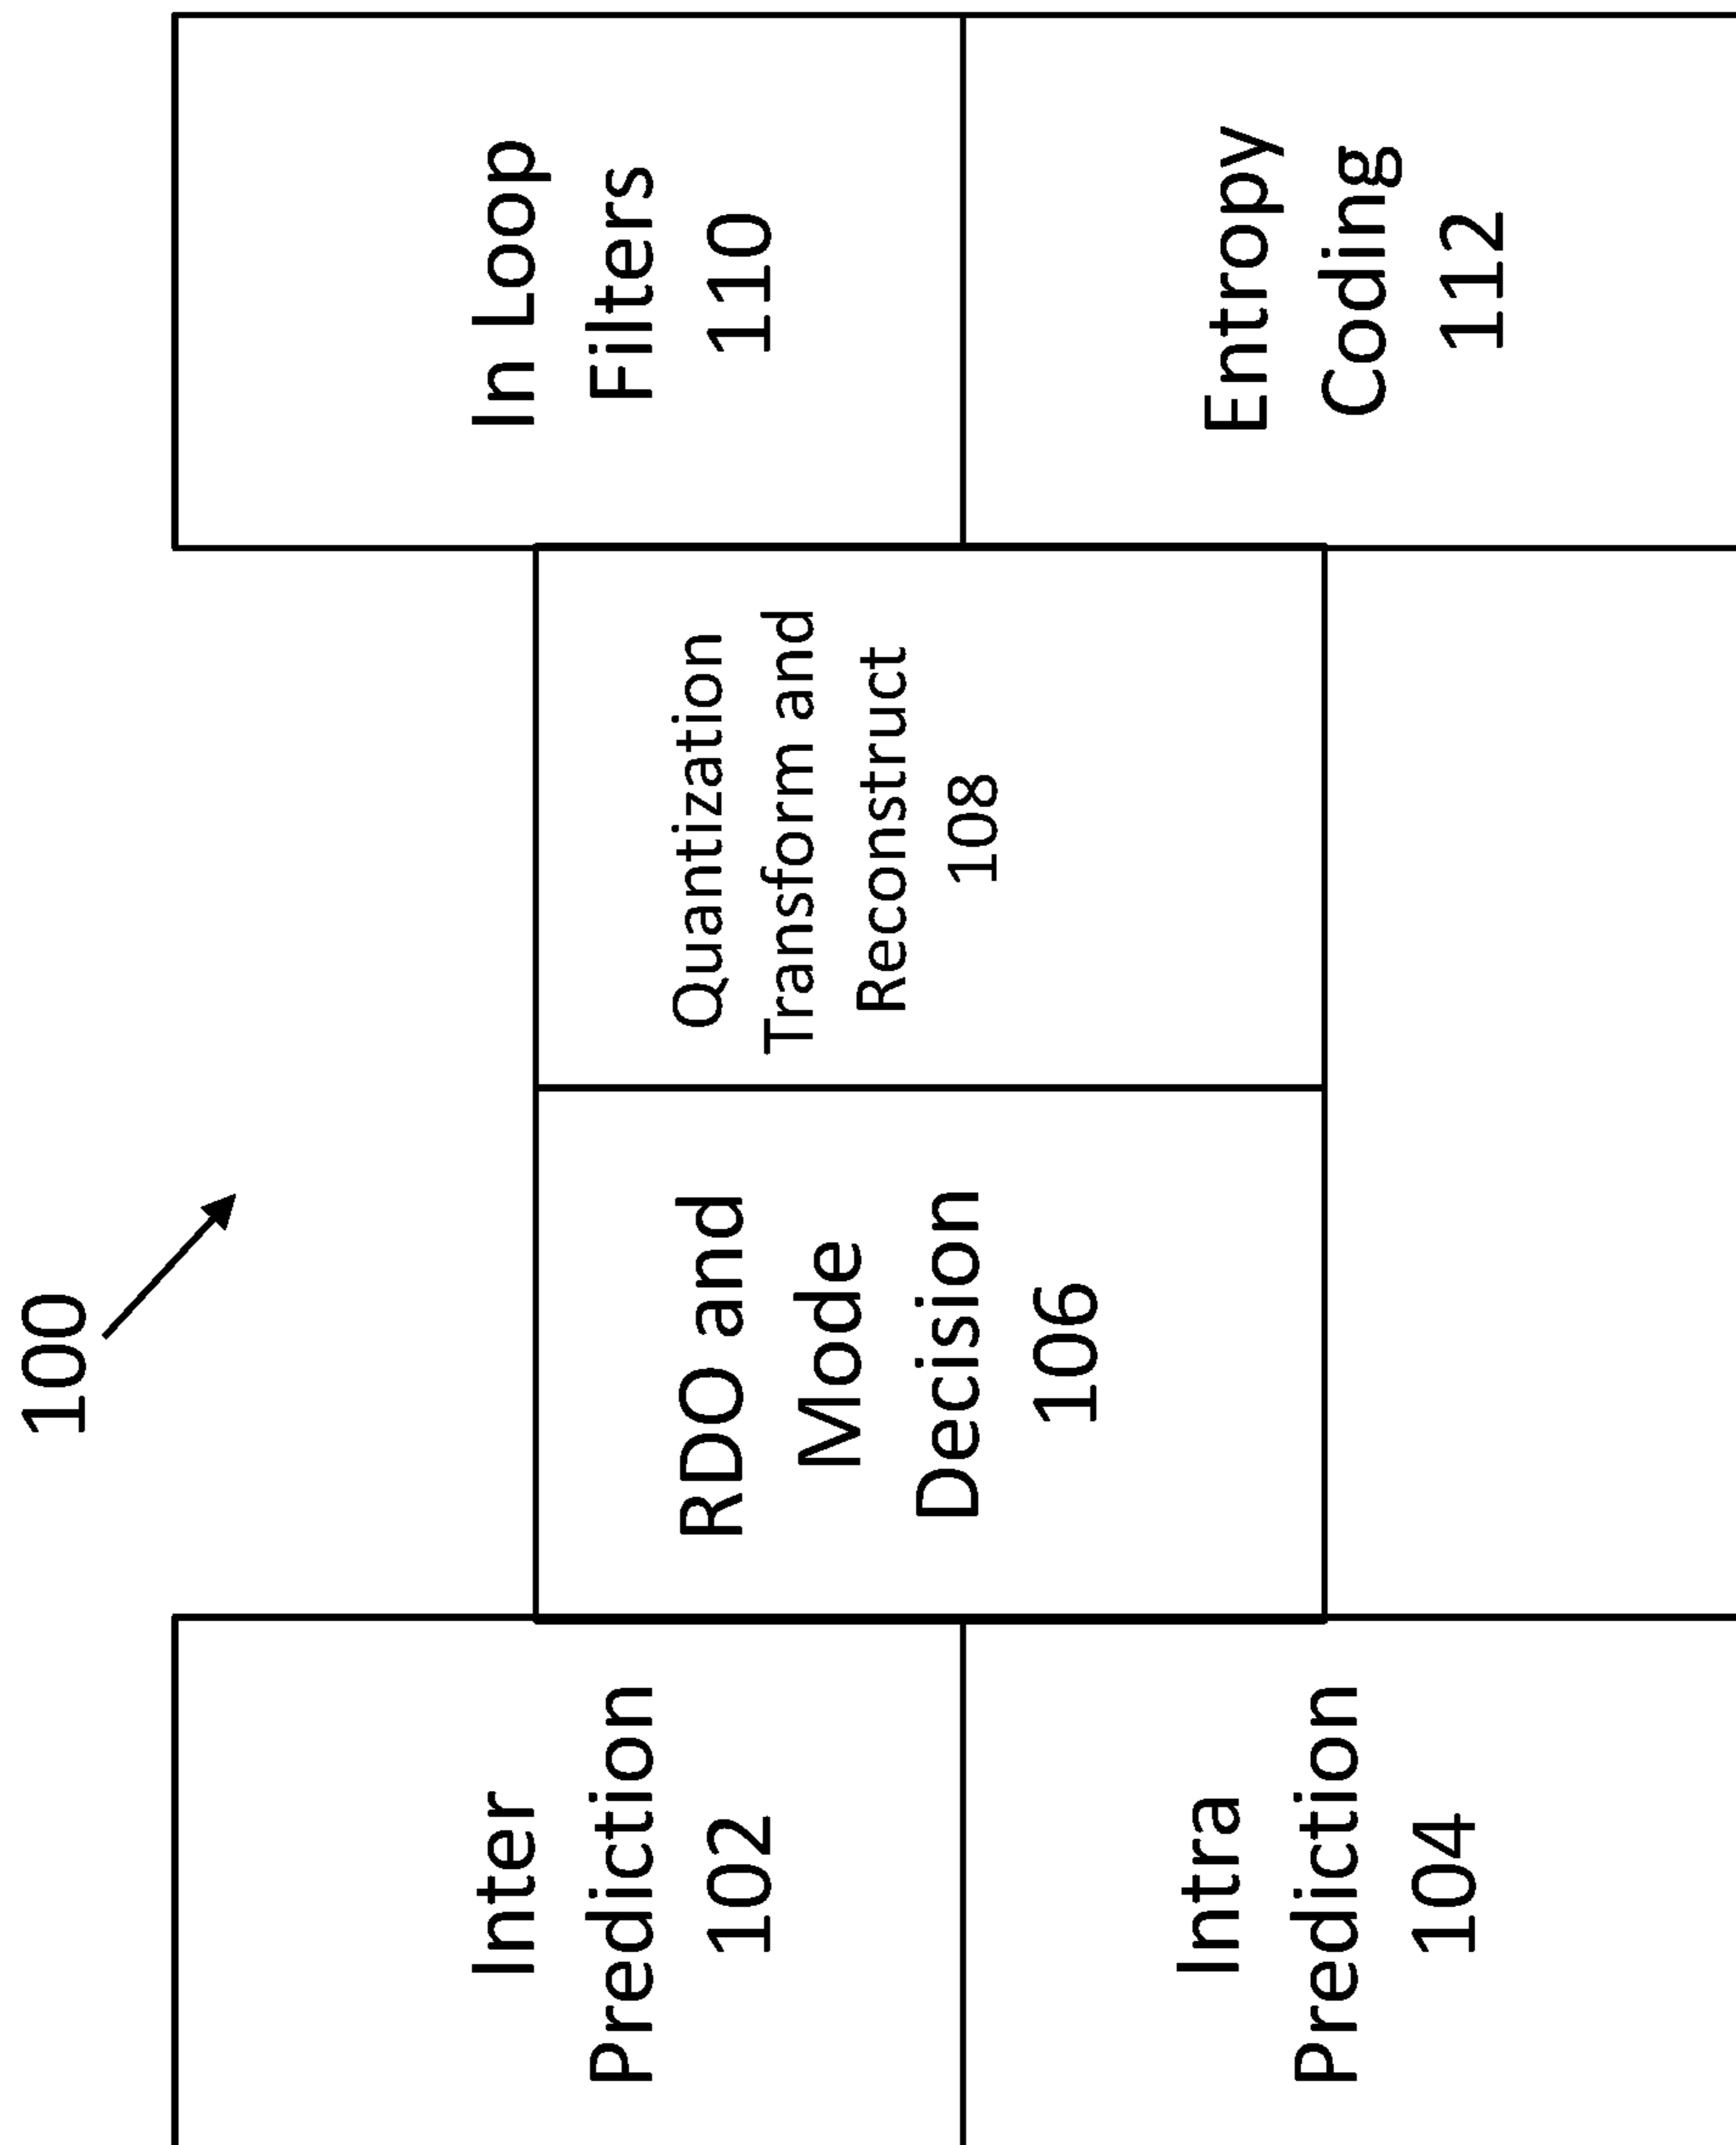 100
Inter
Prediction
102
Intra
Prediction
104
RDO and
Mode
Decision
106
Quantization
Transform and
Reconstruct
108
In Loop
Filters
110
Entropy
Coding
112